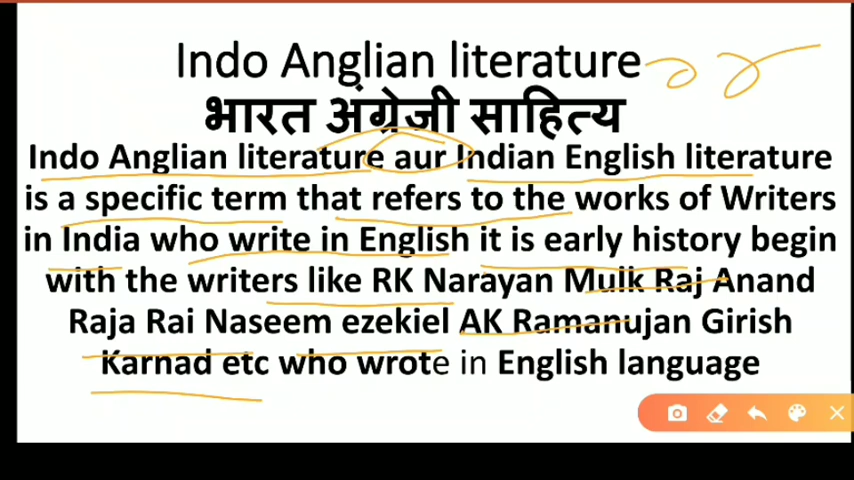 Indo Anglian literature
भारत अंग्रेजी साहित्य
Indo Anglian literature aur Indian English literature
is a specific term that refers to the works of Writers
in India who write in English it is early history begin
with the writers like RK Narayan Mulk Raj Anand
Raja Rai Naseem ezekiel AK Ramanujan Girish
Karnad etc who wrote in English language